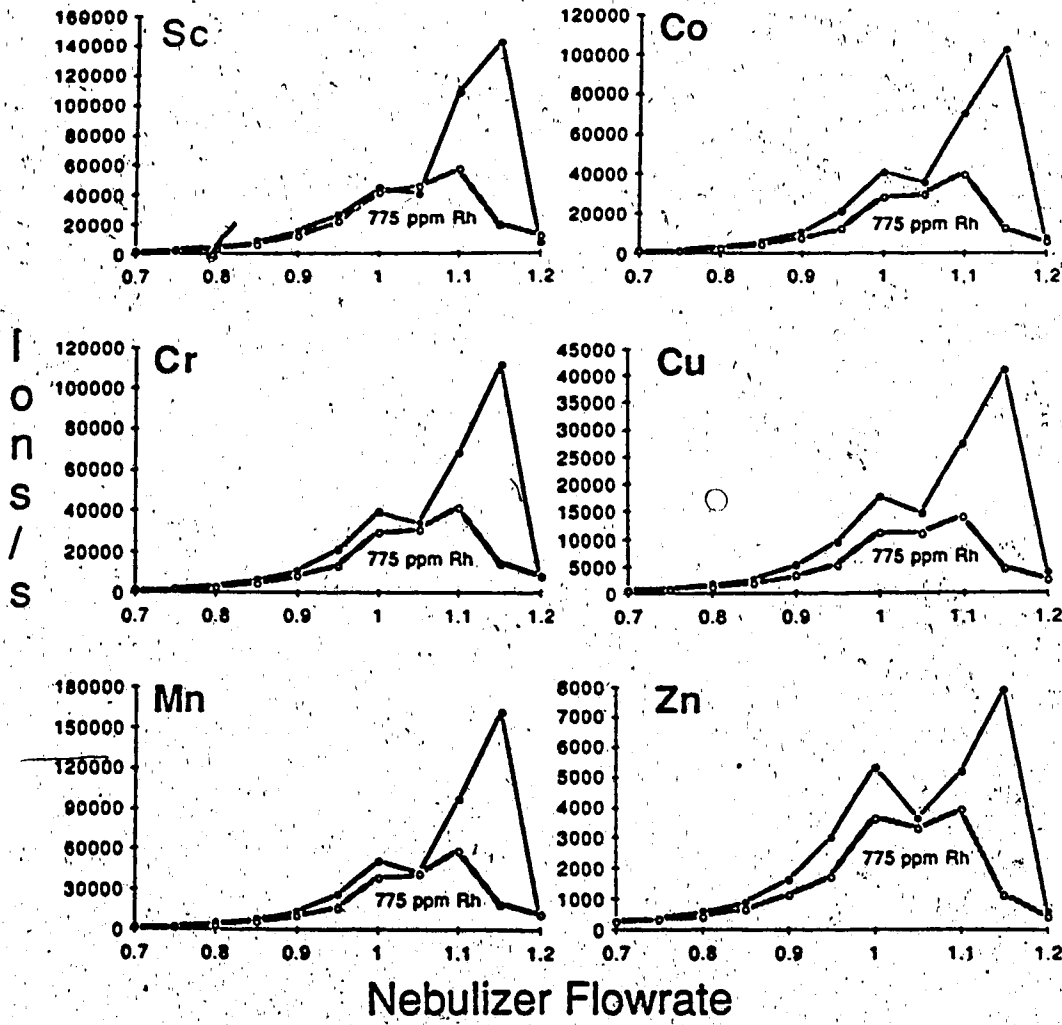 Sc
160000
140000
120000
100000
80000
60000
40000
20000
0
775 ppm Rh
0.7 0.8 0.9 1 1.1 1.2
Co
120000
100000
80000
60000
40000
20000
0
775 ppm Rh
0.7 0.8 0.9 1 1.1 1.2
Ions/s
Cr
120000
100000
80000
60000
40000
20000
0
775 ppm Rh
0.7 0.8 0.9 1 1.1 1.2
Cu
45000
40000
35000
30000
25000
20000
15000
10000
5000
0
775 ppm Rh
0.7 0.8 0.9 1 1.1 1.2
Mn
180000
150000
120000
90000
60000
30000
0
775 ppm Rh
0.7 0.8 0.9 1 1.1 1.2
Zn
8000
7000
6000
5000
4000
3000
2000
1000
0
775 ppm Rh
0.7 0.8 0.9 1 1.1 1.2
Nebulizer Flowrate